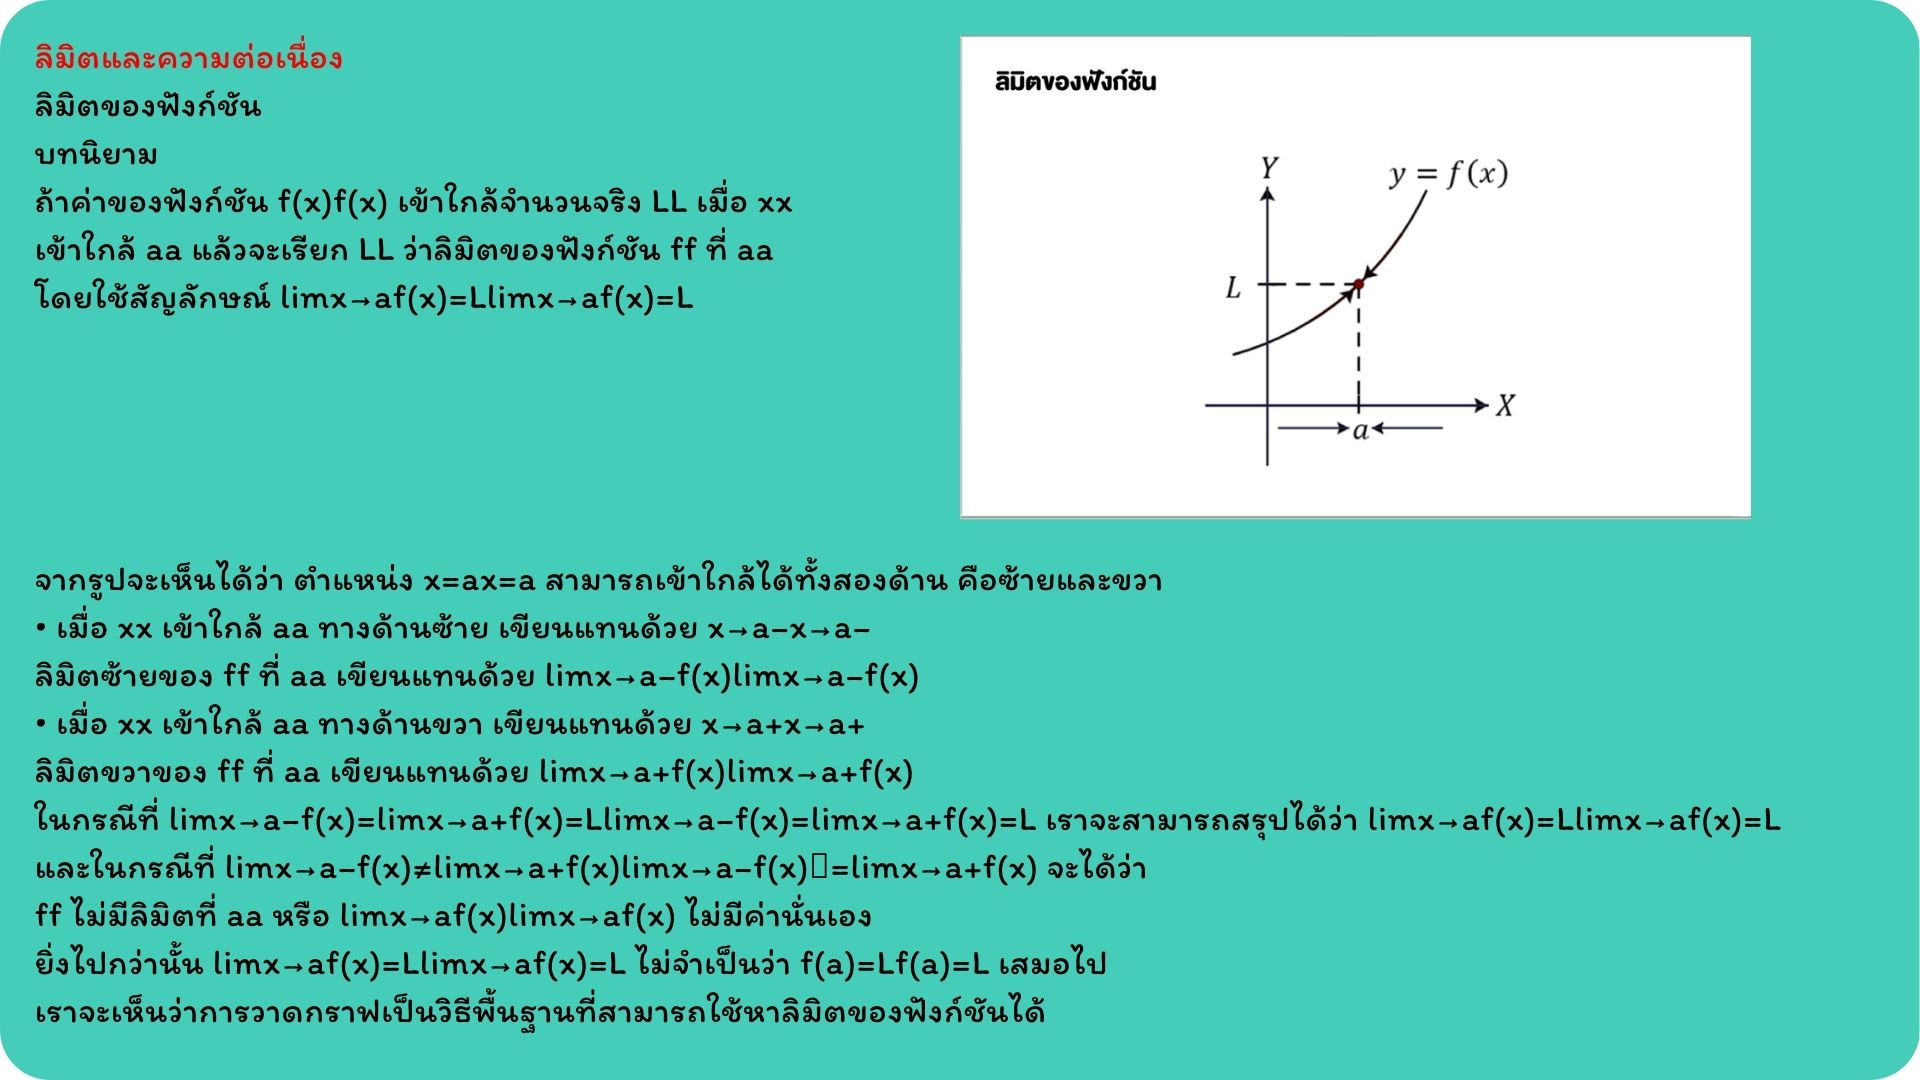 ลิมิตและความต่อเนื่อง
ลิมิตของฟังก์ชัน
บทนิยาม
ถ้าค่าของฟังก์ชัน f(x)f(x) เข้าใกล้จำนวนจริง LL เมื่อ xx
เข้าใกล้ aa แล้วจะเรียก LL ว่าลิมิตของฟังก์ชัน ff ที่ aa
โดยใช้สัญลักษณ์ limx→af(x)=Llimx→af(x)=L
ลิมิตของฟังก์ชัน
Y
y = f(x)
L
X
a
จากรูปจะเห็นได้ว่า ตำแหน่ง x=ax=a สามารถเข้าใกล้ได้ทั้งสองด้าน คือซ้ายและขวา
• เมื่อ xx เข้าใกล้ aa ทางด้านซ้าย เขียนแทนด้วย x→a−x→a−
ลิมิตซ้ายของ ff ที่ aa เขียนแทนด้วย limx→a−f(x)limx→a−f(x)
• เมื่อ xx เข้าใกล้ aa ทางด้านขวา เขียนแทนด้วย x→a+x→a+
ลิมิตขวาของ ff ที่ aa เขียนแทนด้วย limx→a+f(x)limx→a+f(x)
ในกรณีที่ limx→a−f(x)=limx→a+f(x)=Llimx→a−f(x)=limx→a+f(x)=L เราจะสามารถสรุปได้ว่า limx→af(x)=Llimx→af(x)=L
และในกรณีที่ limx→a−f(x)≠limx→a+f(x)limx→a−f(x)=limx→a+f(x) จะได้ว่า
ff ไม่มีลิมิตที่ aa หรือ limx→af(x)limx→af(x) ไม่มีค่านั่นเอง
ยิ่งไปกว่านั้น limx→af(x)=Llimx→af(x)=L ไม่จำเป็นว่า f(a)=Lf(a)=L เสมอไป
เราจะเห็นว่าการวาดกราฟเป็นวิธีพื้นฐานที่สามารถใช้หาลิมิตของฟังก์ชันได้